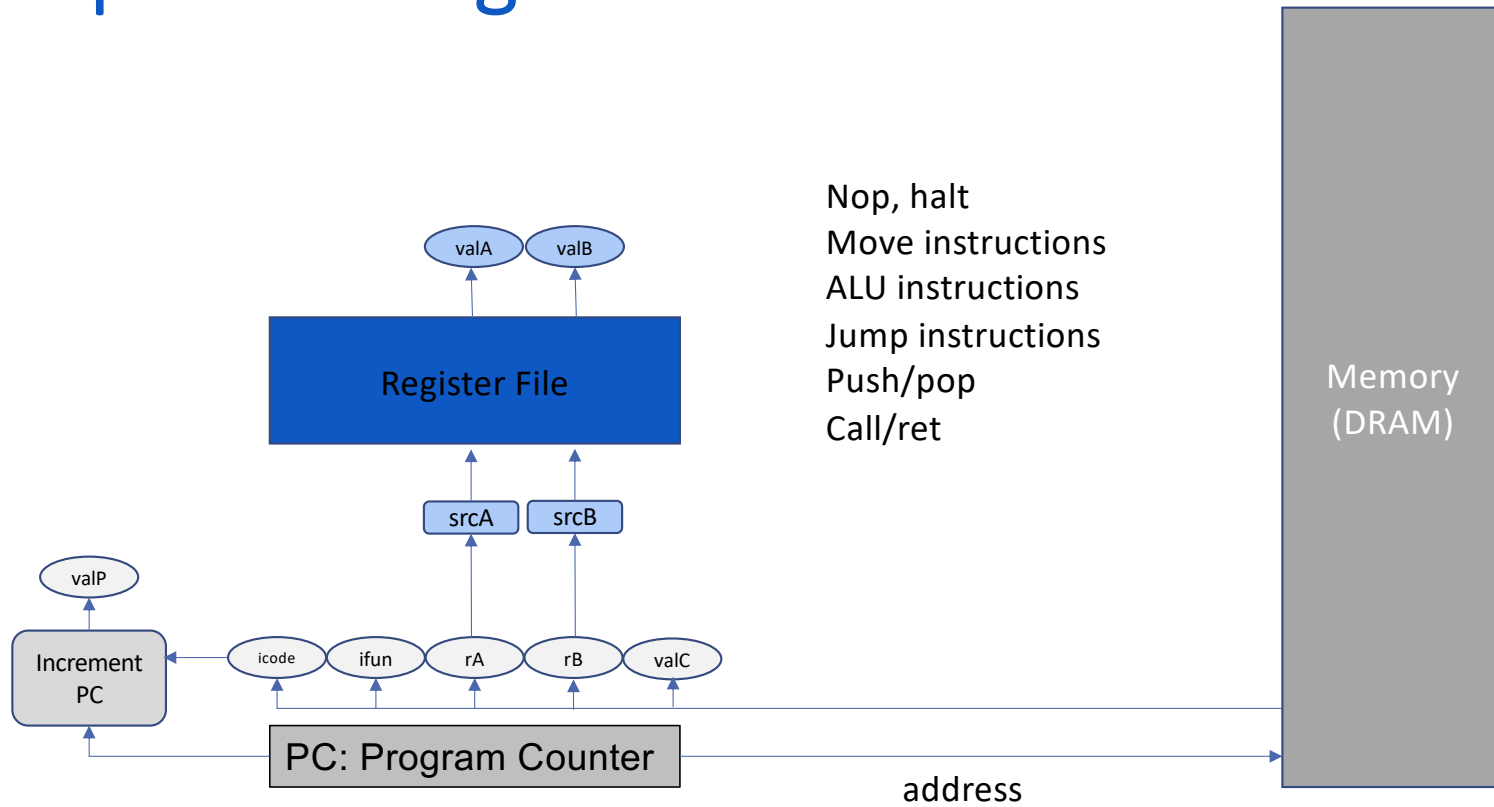 valA
valB
Register File
srcA
srcB
valP
Increment
PC
icode
ifun
rA
rB
valC
PC: Program Counter
address
Nop, halt
Move instructions
ALU instructions
Jump instructions
Push/pop
Call/ret
Memory
(DRAM)